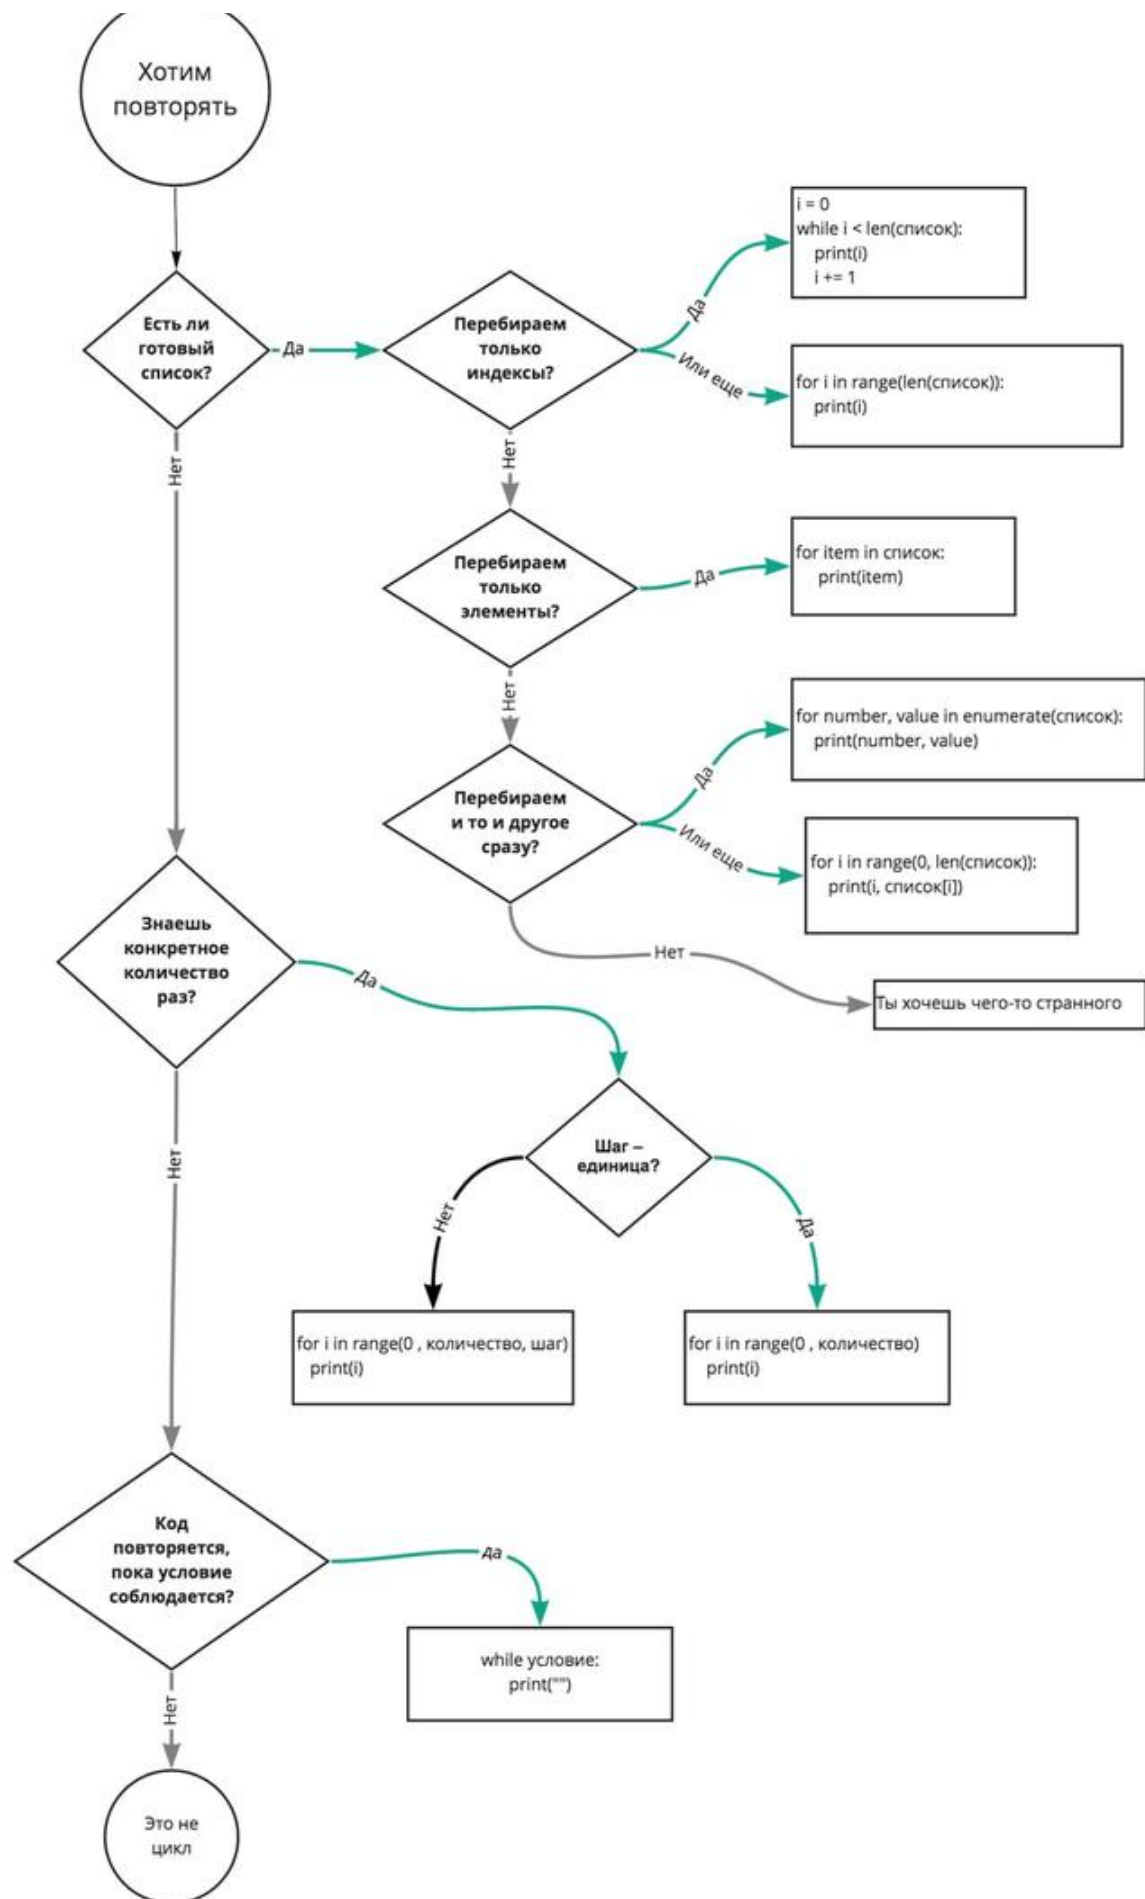 Хотим
повторять
i = 0
while i < len(список):
print(i)
i += 1
Есть ли
готовый
список?
Да
Перебираем
только
индексы?
Да
Или еще
for i in range(len(список)):
print(i)
Нет
Нет
Перебираем
только
элементы?
Да
for item in список:
print(item)
Нет
Перебираем
и то и другое
сразу?
Да
for number, value in enumerate(список):
print(number, value)
Или еще
for i in range(0, len(список)):
print(i, список[i])
Нет
Ты хочешь чего-то странного
Знаешь
конкретное
количество
раз?
Да
Шаг –
единица?
Нет
Да
for i in range(0 , количество, шаг)
print(i)
for i in range(0 , количество)
print(i)
Нет
Код
повторяется,
пока условие
соблюдается?
да
while условие:
print("")
Нет
Это не
цикл